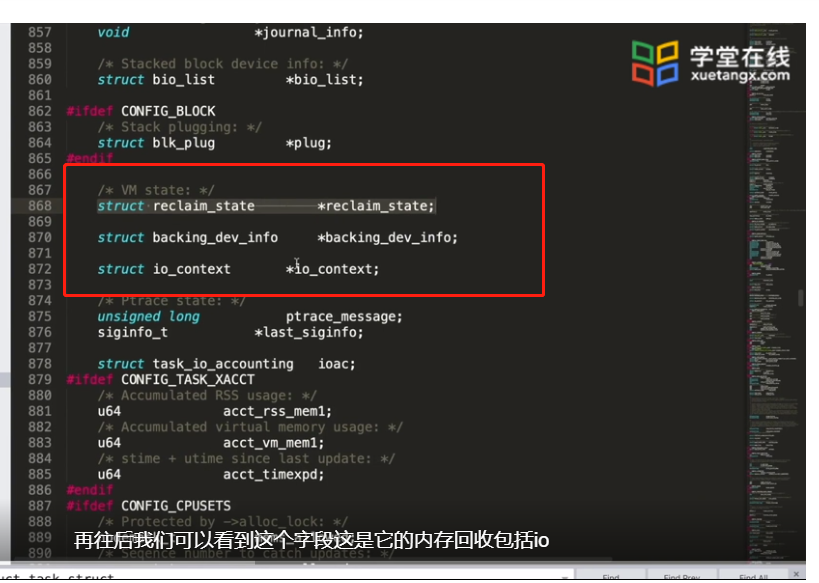 857 void *journal_info;
858
859 /* Stacked block device info: */
860 struct bio_list *bio_list;
861
862 #ifdef CONFIG_BLOCK
863 /* Stack plugging: */
864 struct blk_plug *plug;
865 #endif
866
867 /* VM state: */
868 struct reclaim_state *reclaim_state;
869
870 struct backing_dev_info *backing_dev_info;
871
872 struct io_context *io_context;
873
874 /* Ptrace state: */
875 unsigned long ptrace_message;
876 siginfo_t *last_siginfo;
877
878 struct task_io_accounting ioac;
879 #ifdef CONFIG_TASK_XACCT
880 /* Accumulated RSS usage: */
881 u64 acct_rss_mem1;
882 /* Accumulated virtual memory usage: */
883 u64 acct_vm_mem1;
884 /* stime + utime since last update: */
885 u64 acct_timexpd;
886 #endif
887 #ifdef CONFIG_CPUSETS
888 /* Protected by ->alloc_lock: */
889
890 /* Seqence number to catch updates: */
学堂在线
xuetangx.com
再往后我们可以看到这个字段这是它的内存回收包括io
Find
Find Prev
Find All